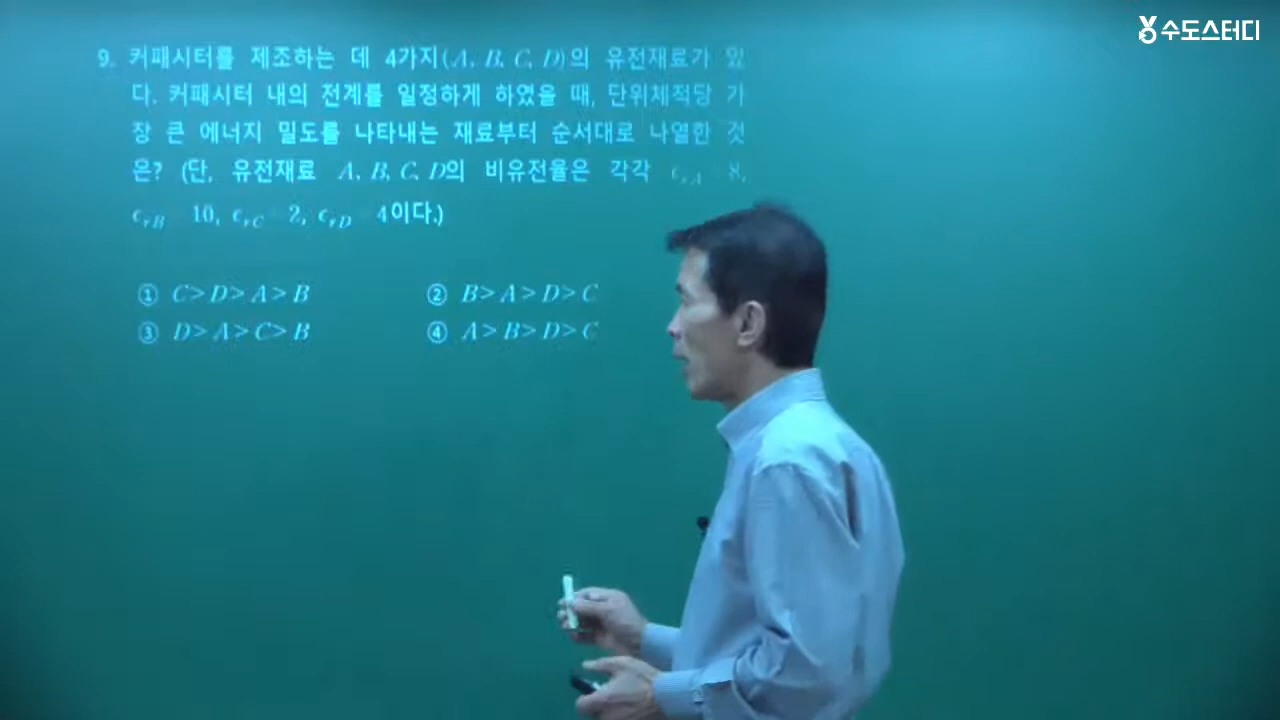 수도스터디
9. 커패시터를 제조하는 데 4가지(A, B, C, D)의 유전재료가 있
다. 커패시터 내의 전계를 일정하게 하였을 때, 단위체적당 가
장 큰 에너지 밀도를 나타내는 재료부터 순서대로 나열한 것
은? (단, 유전재료 A, B, C, D의 비유전율은 각각 ϵrA = 8,
ϵrB = 10, ϵrC = 2, ϵrD = 4이다.)
① C > D > A > B ② B > A > D > C
③ D > A > C > B ④ A > B > D > C